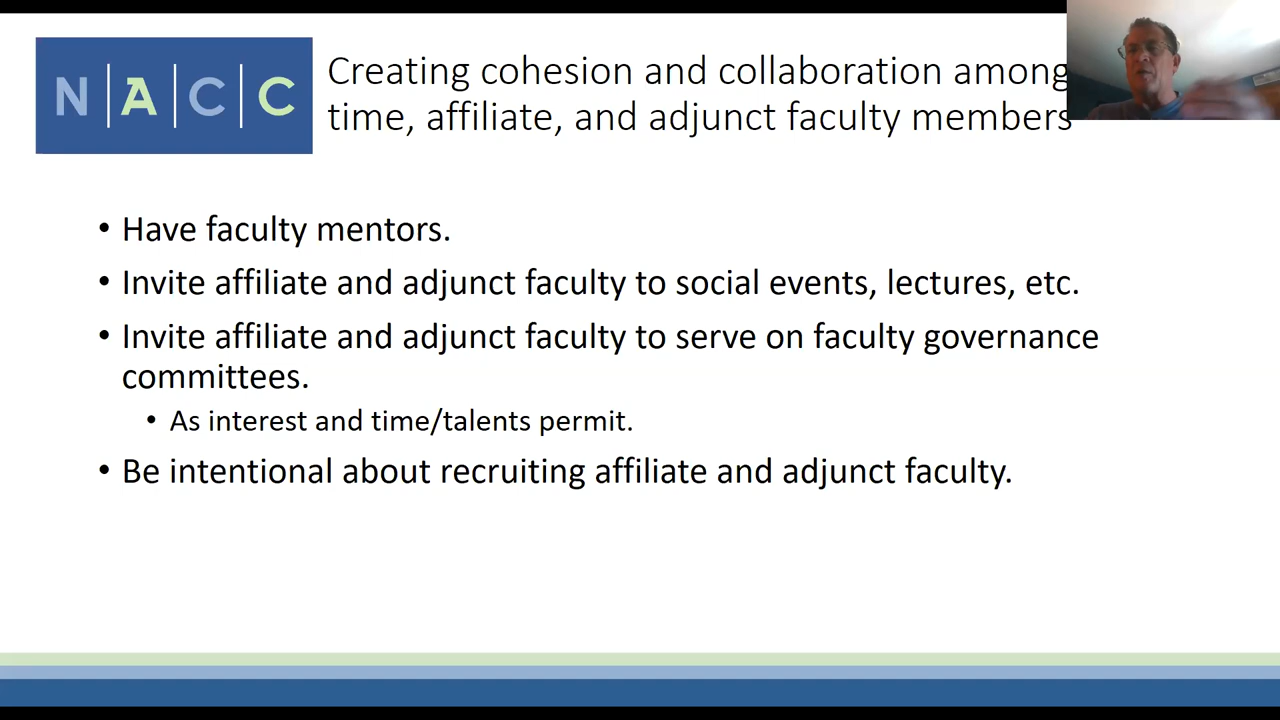 N|A|C|C
Creating cohesion and collaboration among
time, affiliate, and adjunct faculty members
• Have faculty mentors.
• Invite affiliate and adjunct faculty to social events, lectures, etc.
• Invite affiliate and adjunct faculty to serve on faculty governance
committees.
• As interest and time/talents permit.
• Be intentional about recruiting affiliate and adjunct faculty.